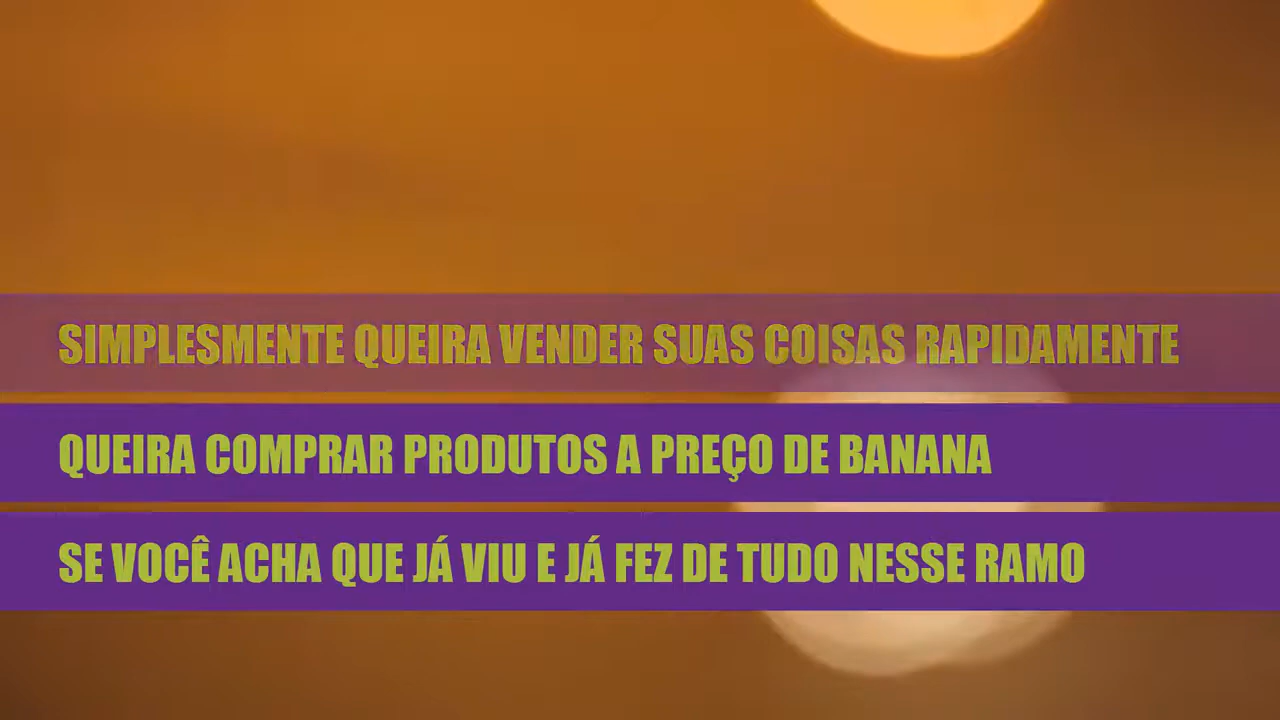 SIMPLESMENTE QUEIRA VENDER SUAS COISAS RAPIDAMENTE
QUEIRA COMPRAR PRODUTOS A PREÇO DE BANANA
SE VOCÊ ACHA QUE JÁ VIU E JÁ FEZ DE TUDO NESSE RAMO